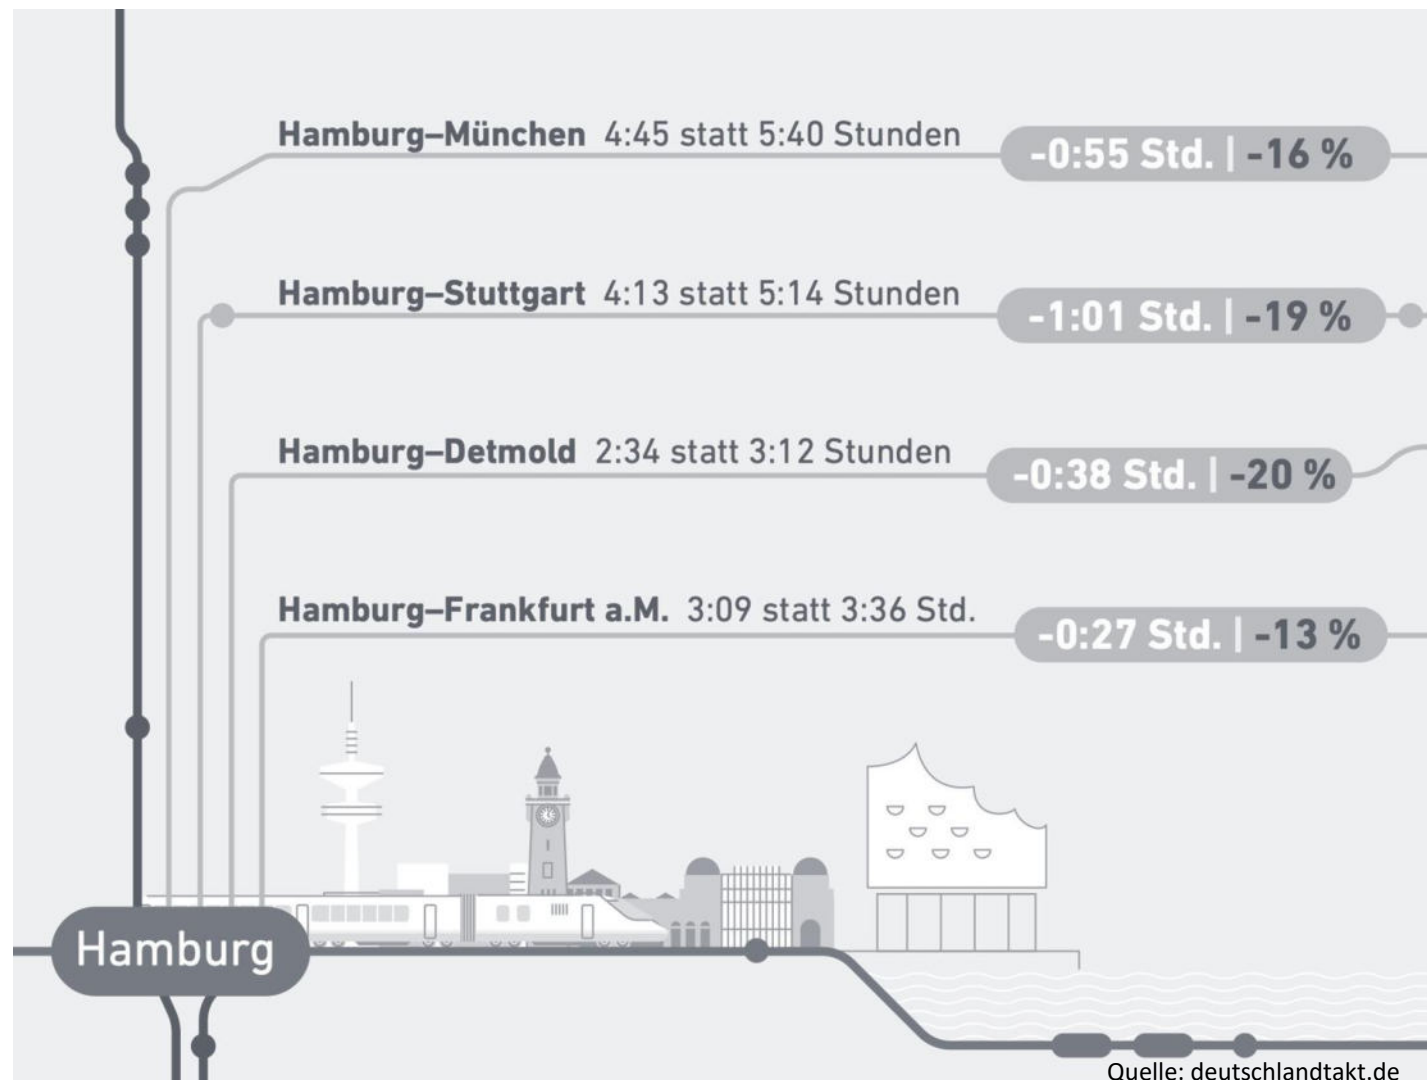 Hamburg–München 4:45 statt 5:40 Stunden
-0:55 Std. | -16 %
Hamburg–Stuttgart 4:13 statt 5:14 Stunden
-1:01 Std. | -19 %
Hamburg–Detmold 2:34 statt 3:12 Stunden
-0:38 Std. | -20 %
Hamburg–Frankfurt a.M. 3:09 statt 3:36 Std.
-0:27 Std. | -13 %
Hamburg
Quelle: deutschlandtakt.de